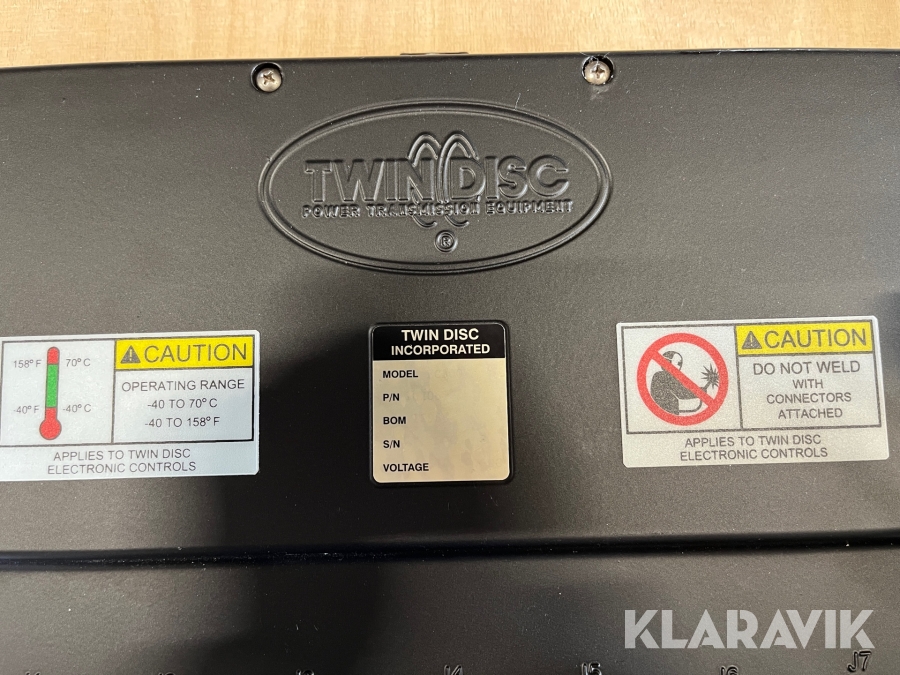 TWIN DISC
POWER TRANSMISSION EQUIPMENT
®
158° F
70° C
-40° F
-40° C
CAUTION
OPERATING RANGE
-40 TO 70° C
-40 TO 158° F
APPLIES TO TWIN DISC
ELECTRONIC CONTROLS
TWIN DISC
INCORPORATED
MODEL
P/N
BOM
S/N
VOLTAGE
CAUTION
DO NOT WELD
WITH
CONNECTORS
ATTACHED
APPLIES TO TWIN DISC
ELECTRONIC CONTROLS
KLARAVIK
J4 J5 J6 J7